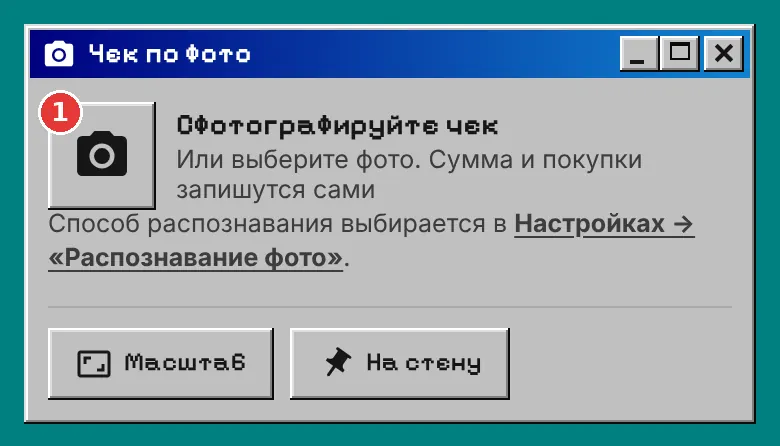 Чек по фото
1
Сфотографируйте чек
Или выберите фото. Сумма и покупки
запишутся сами
Способ распознавания выбирается в Настройках →
«Распознавание фото».
Масштаб
На стену